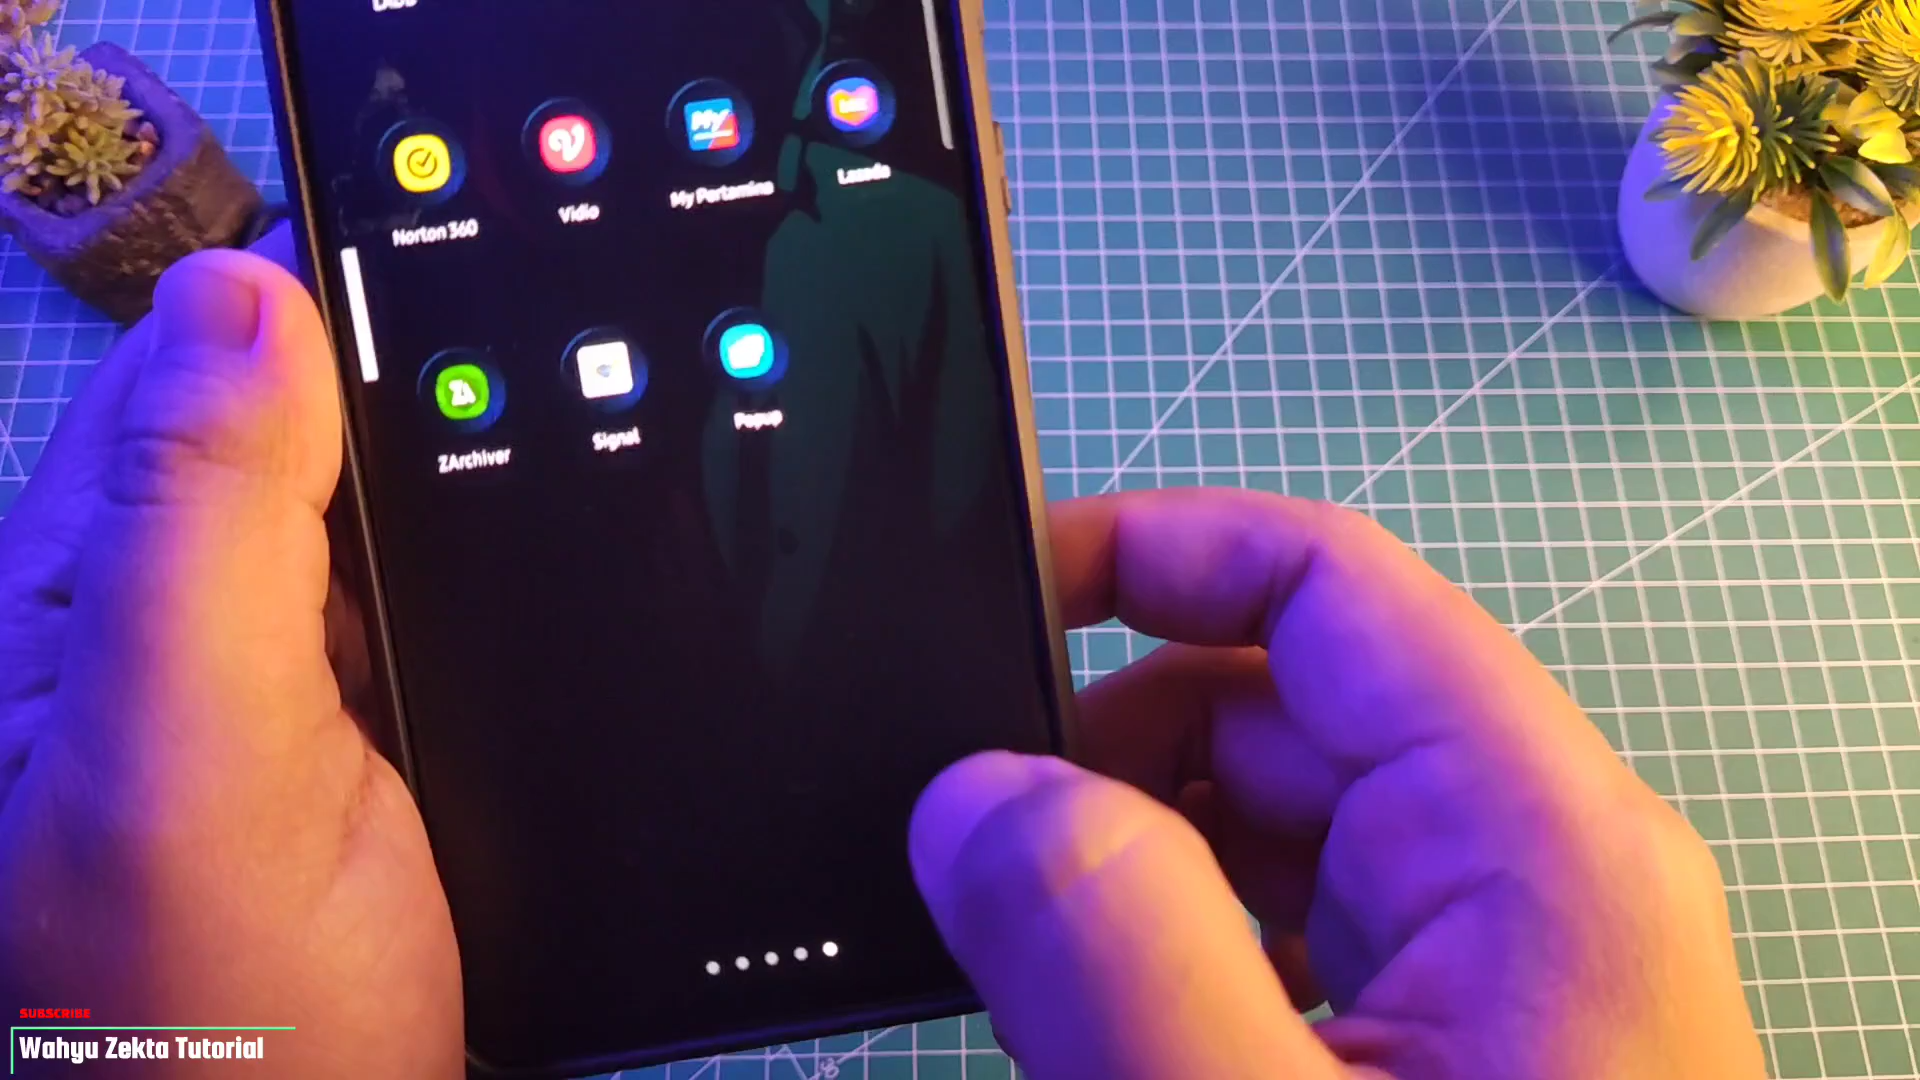 Norton 360
Vidio
My Pertamina
Lazada
ZArchiver
Signal
Popup
SUBSCRIBE
Wahyu Zekta Tutorial